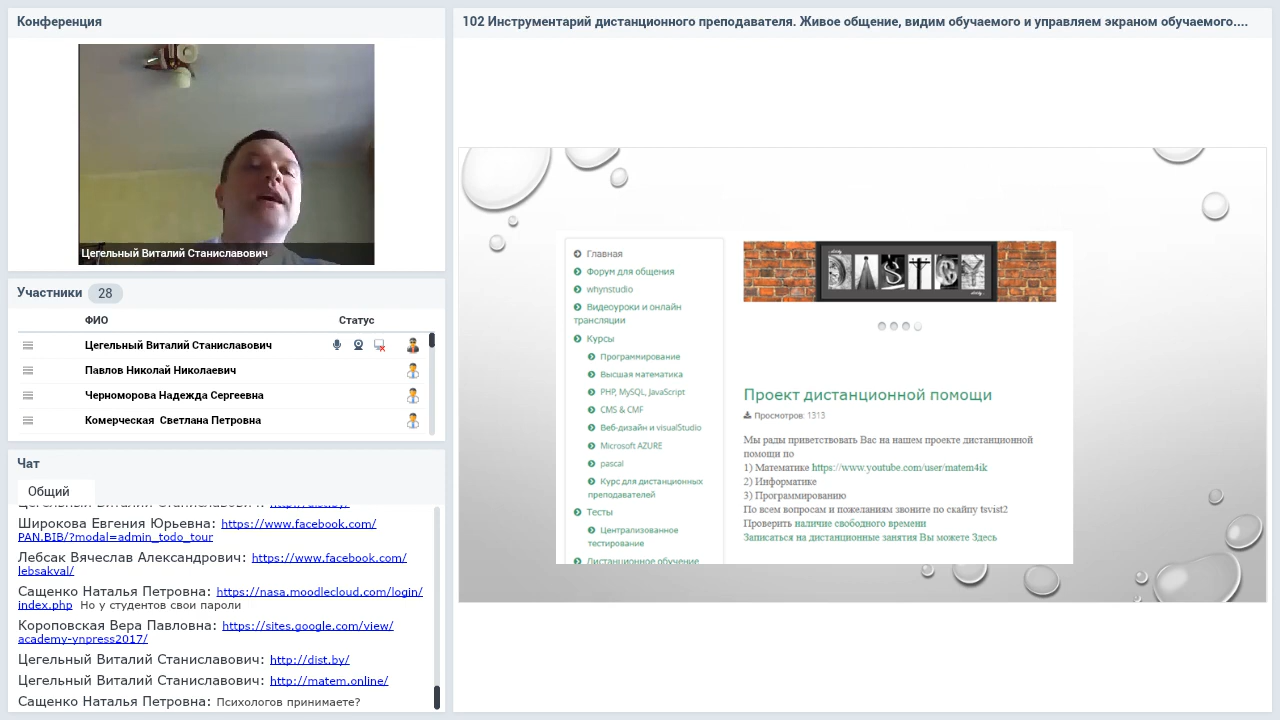 Конференция
Цегельный Виталий Станиславович
Участники 28
ФИО Статус
Цегельный Виталий Станиславович
Павлов Николай Николаевич
Черноморова Надежда Сергеевна
Комерческая Светлана Петровна
Чат
Общий
Широкова Евгения Юрьевна: https://www.facebook.com/
PAN.BIB/?modal=admin_todo_tour
Лебсак Вячеслав Александрович: https://www.facebook.com/
lebsakval/
Сащенко Наталья Петровна: https://nasa.moodlecloud.com/login/
index.php Но у студентов свои пароли
Короповская Вера Павловна: https://sites.google.com/view/
academy-ynpress2017/
Цегельный Виталий Станиславович: http://dist.by/
Цегельный Виталий Станиславович: http://matem.online/
Сащенко Наталья Петровна: Психологов принимаете?
102 Инструментарий дистанционного преподавателя. Живое общение, видим обучаемого и управляем экраном обучаемого....
Главная
Форум для общения
whynstudio
Видеоуроки и онлайн
трансляции
Курсы
Программирование
Высшая математика
PHP, MySQL, JavaScript
CMS & CMF
Веб-дизайн и visualStudio
Microsoft AZURE
pascal
Курс для дистанционных
преподавателей
Тесты
Централизованное
тестирование
Дистанционное обучение
DIST BY
Проект дистанционной помощи
Просмотров: 1313
Мы рады приветствовать Вас на нашем проекте дистанционной
помощи по
1) Математике https://www.youtube.com/user/matem4ik
2) Информатике
3) Программированию
По всем вопросам и пожеланиям звоните по скайпу tsvist2
Проверить наличие свободного времени
Записаться на дистанционные занятия Вы можете Здесь